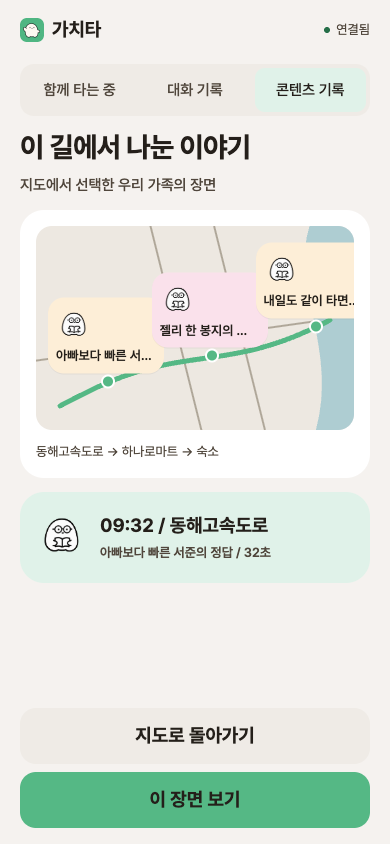 가치타
연결됨
함께 타는 중
대화 기록
콘텐츠 기록
이 길에서 나눈 이야기
지도에서 선택한 우리 가족의 장면
내일도 같이 타면...
젤리 한 봉지의 ...
아빠보다 빠른 서...
동해고속도로 → 하나로마트 → 숙소
09:32 / 동해고속도로
아빠보다 빠른 서준의 정답 / 32초
지도로 돌아가기
이 장면 보기